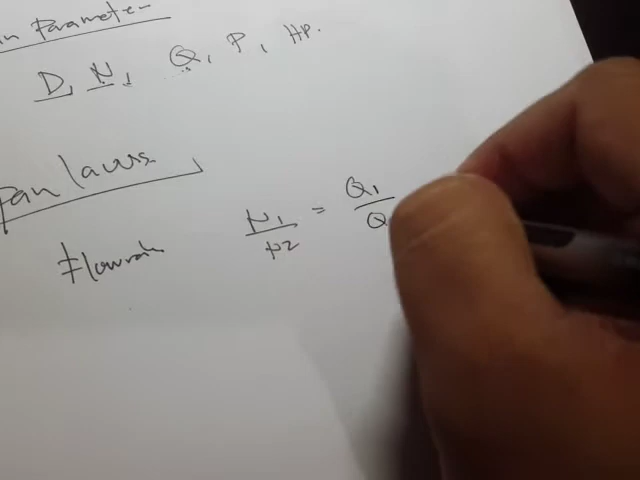 n Parameter
D, N, Q, P, HP.
Fan laws
Flowrate
N1 = Q1
N2 Q